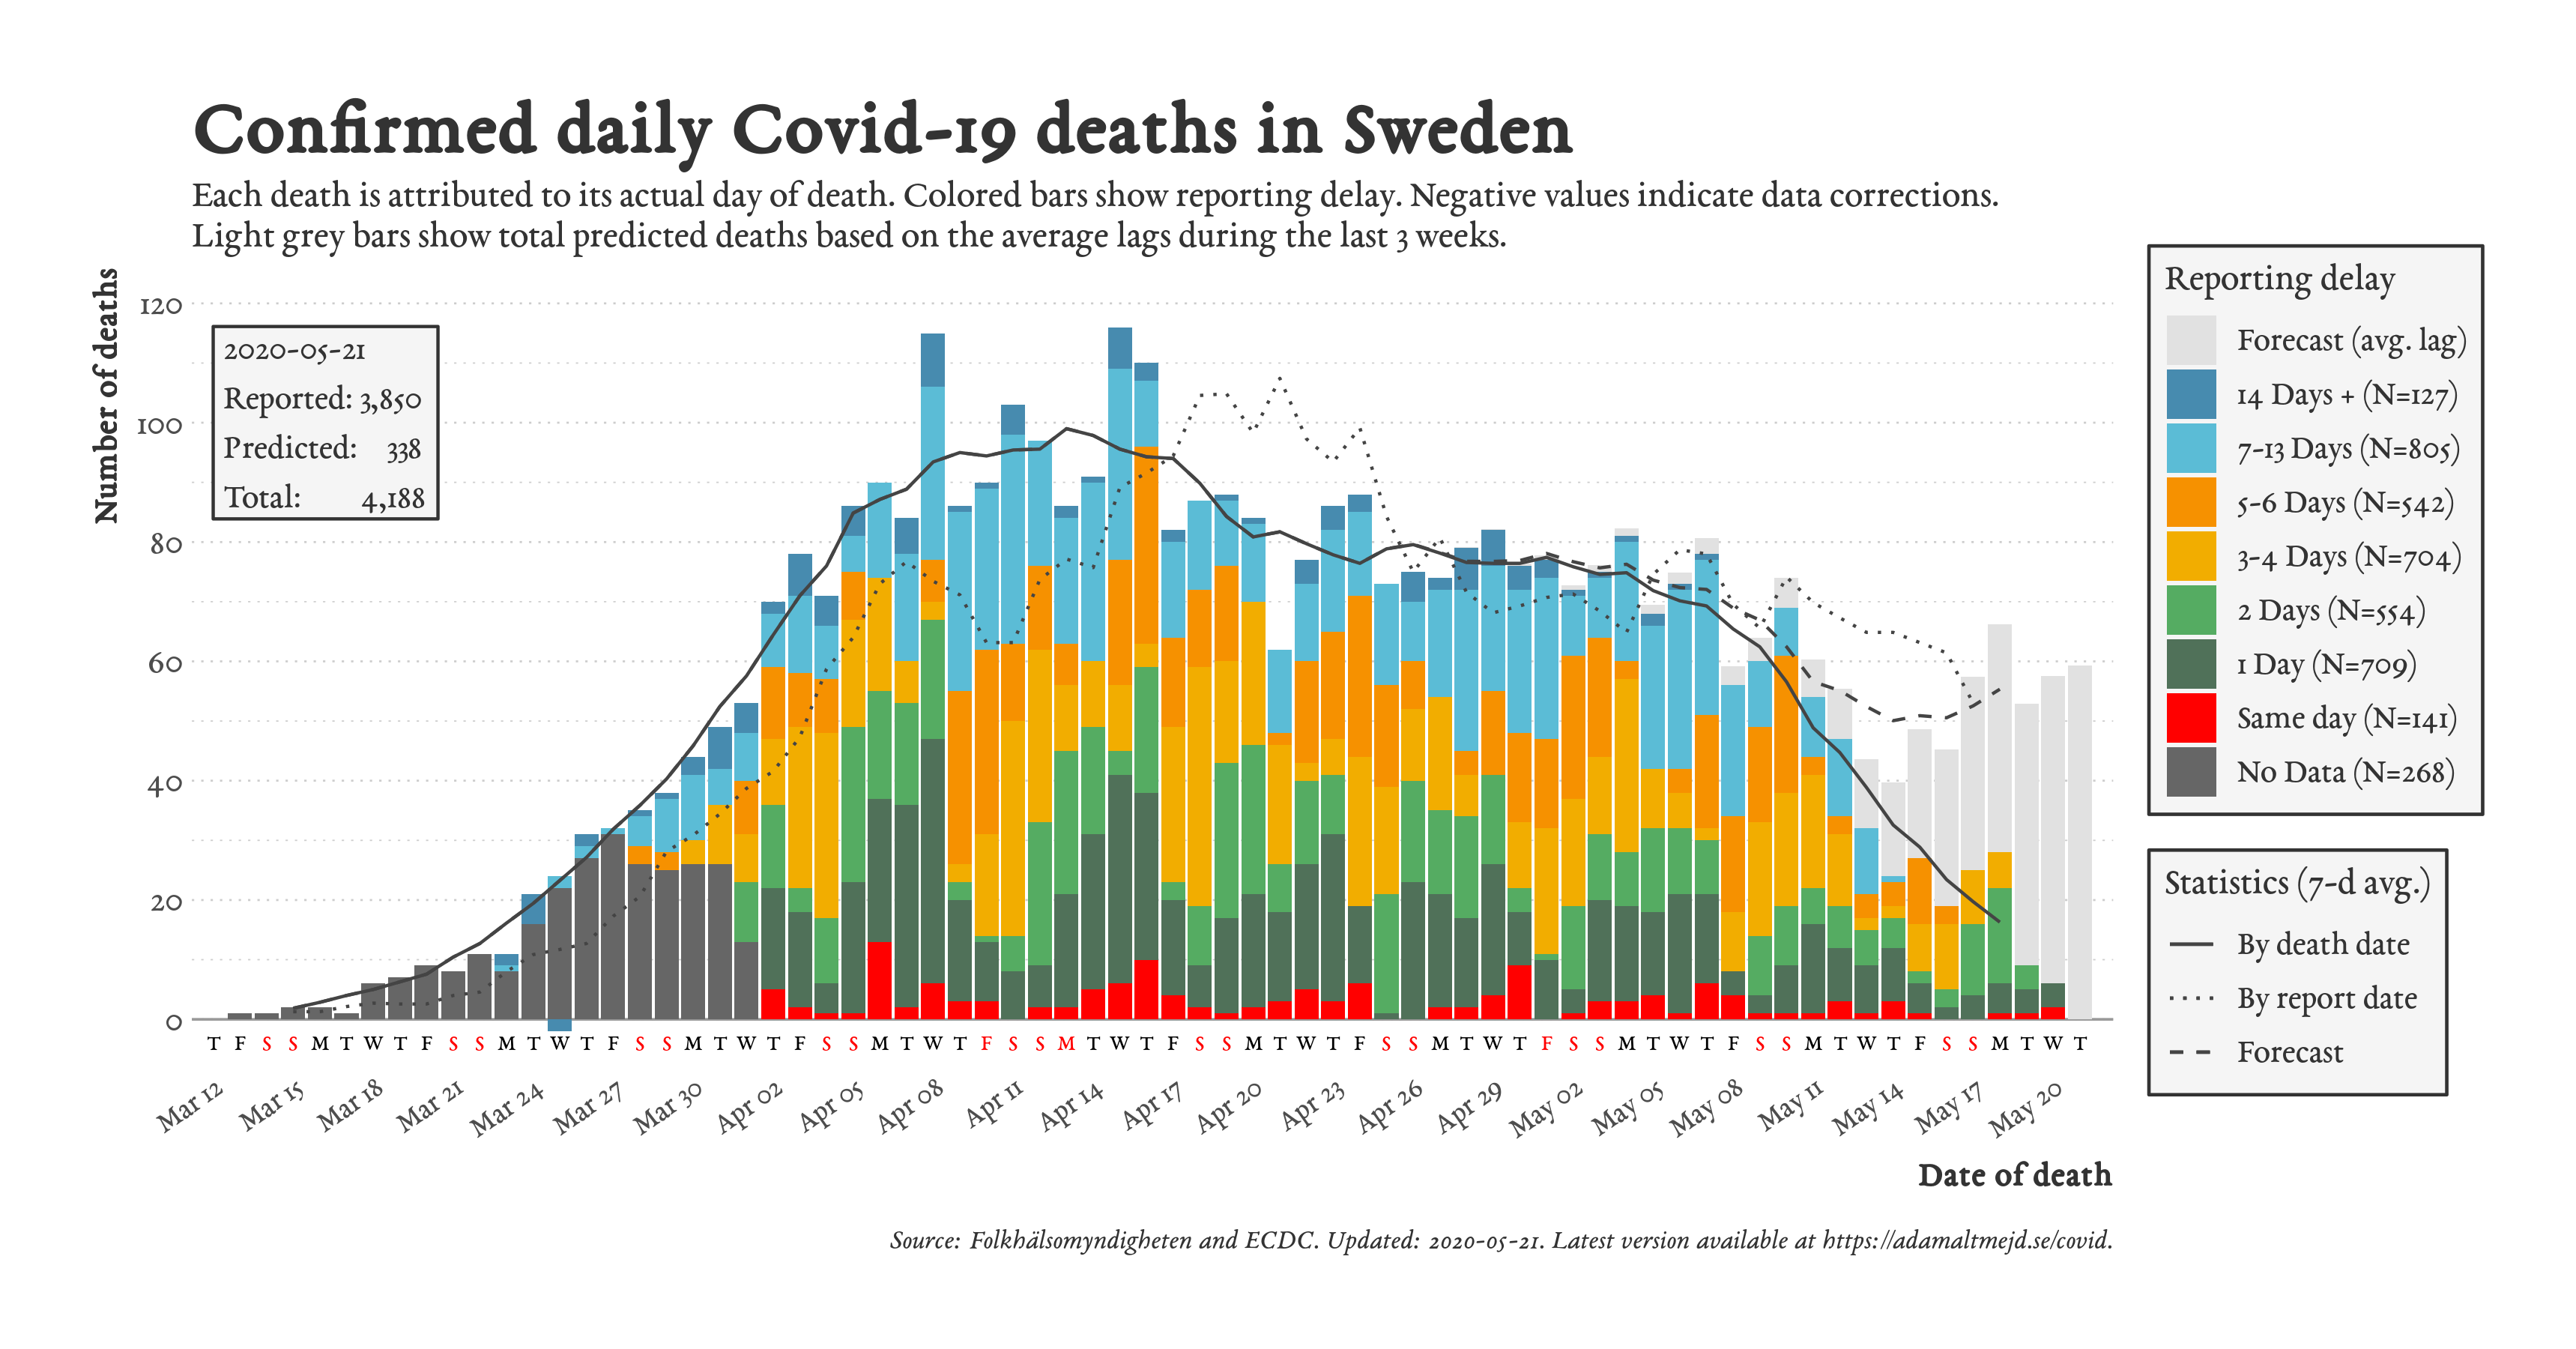 Confirmed daily Covid-19 deaths in Sweden
Each death is attributed to its actual day of death. Colored bars show reporting delay. Negative values indicate data corrections.
Light grey bars show total predicted deaths based on the average lags during the last 3 weeks.
Number of deaths
120
100
80
60
40
20
0
2020-05-21
Reported: 3,850
Predicted: 338
Total: 4,188
T F S S M T W T F S S M T W T F S S M T W T F S S M T W T F S S M T W T F S S M T W T F S S M T W T F S S M T W T F S S M T W T F S S M T W T
Mar 12 Mar 15 Mar 18 Mar 21 Mar 24 Mar 27 Mar 30 Apr 02 Apr 05 Apr 08 Apr 11 Apr 14 Apr 17 Apr 20 Apr 23 Apr 26 Apr 29 May 02 May 05 May 08 May 11 May 14 May 17 May 20
Date of death
Reporting delay
Forecast (avg. lag)
14 Days + (N=127)
7-13 Days (N=805)
5-6 Days (N=542)
3-4 Days (N=704)
2 Days (N=554)
1 Day (N=709)
Same day (N=141)
No Data (N=268)
Statistics (7-d avg.)
By death date
By report date
Forecast
Source: Folkhälsomyndigheten and ECDC. Updated: 2020-05-21. Latest version available at https://adamaltmejd.se/covid.